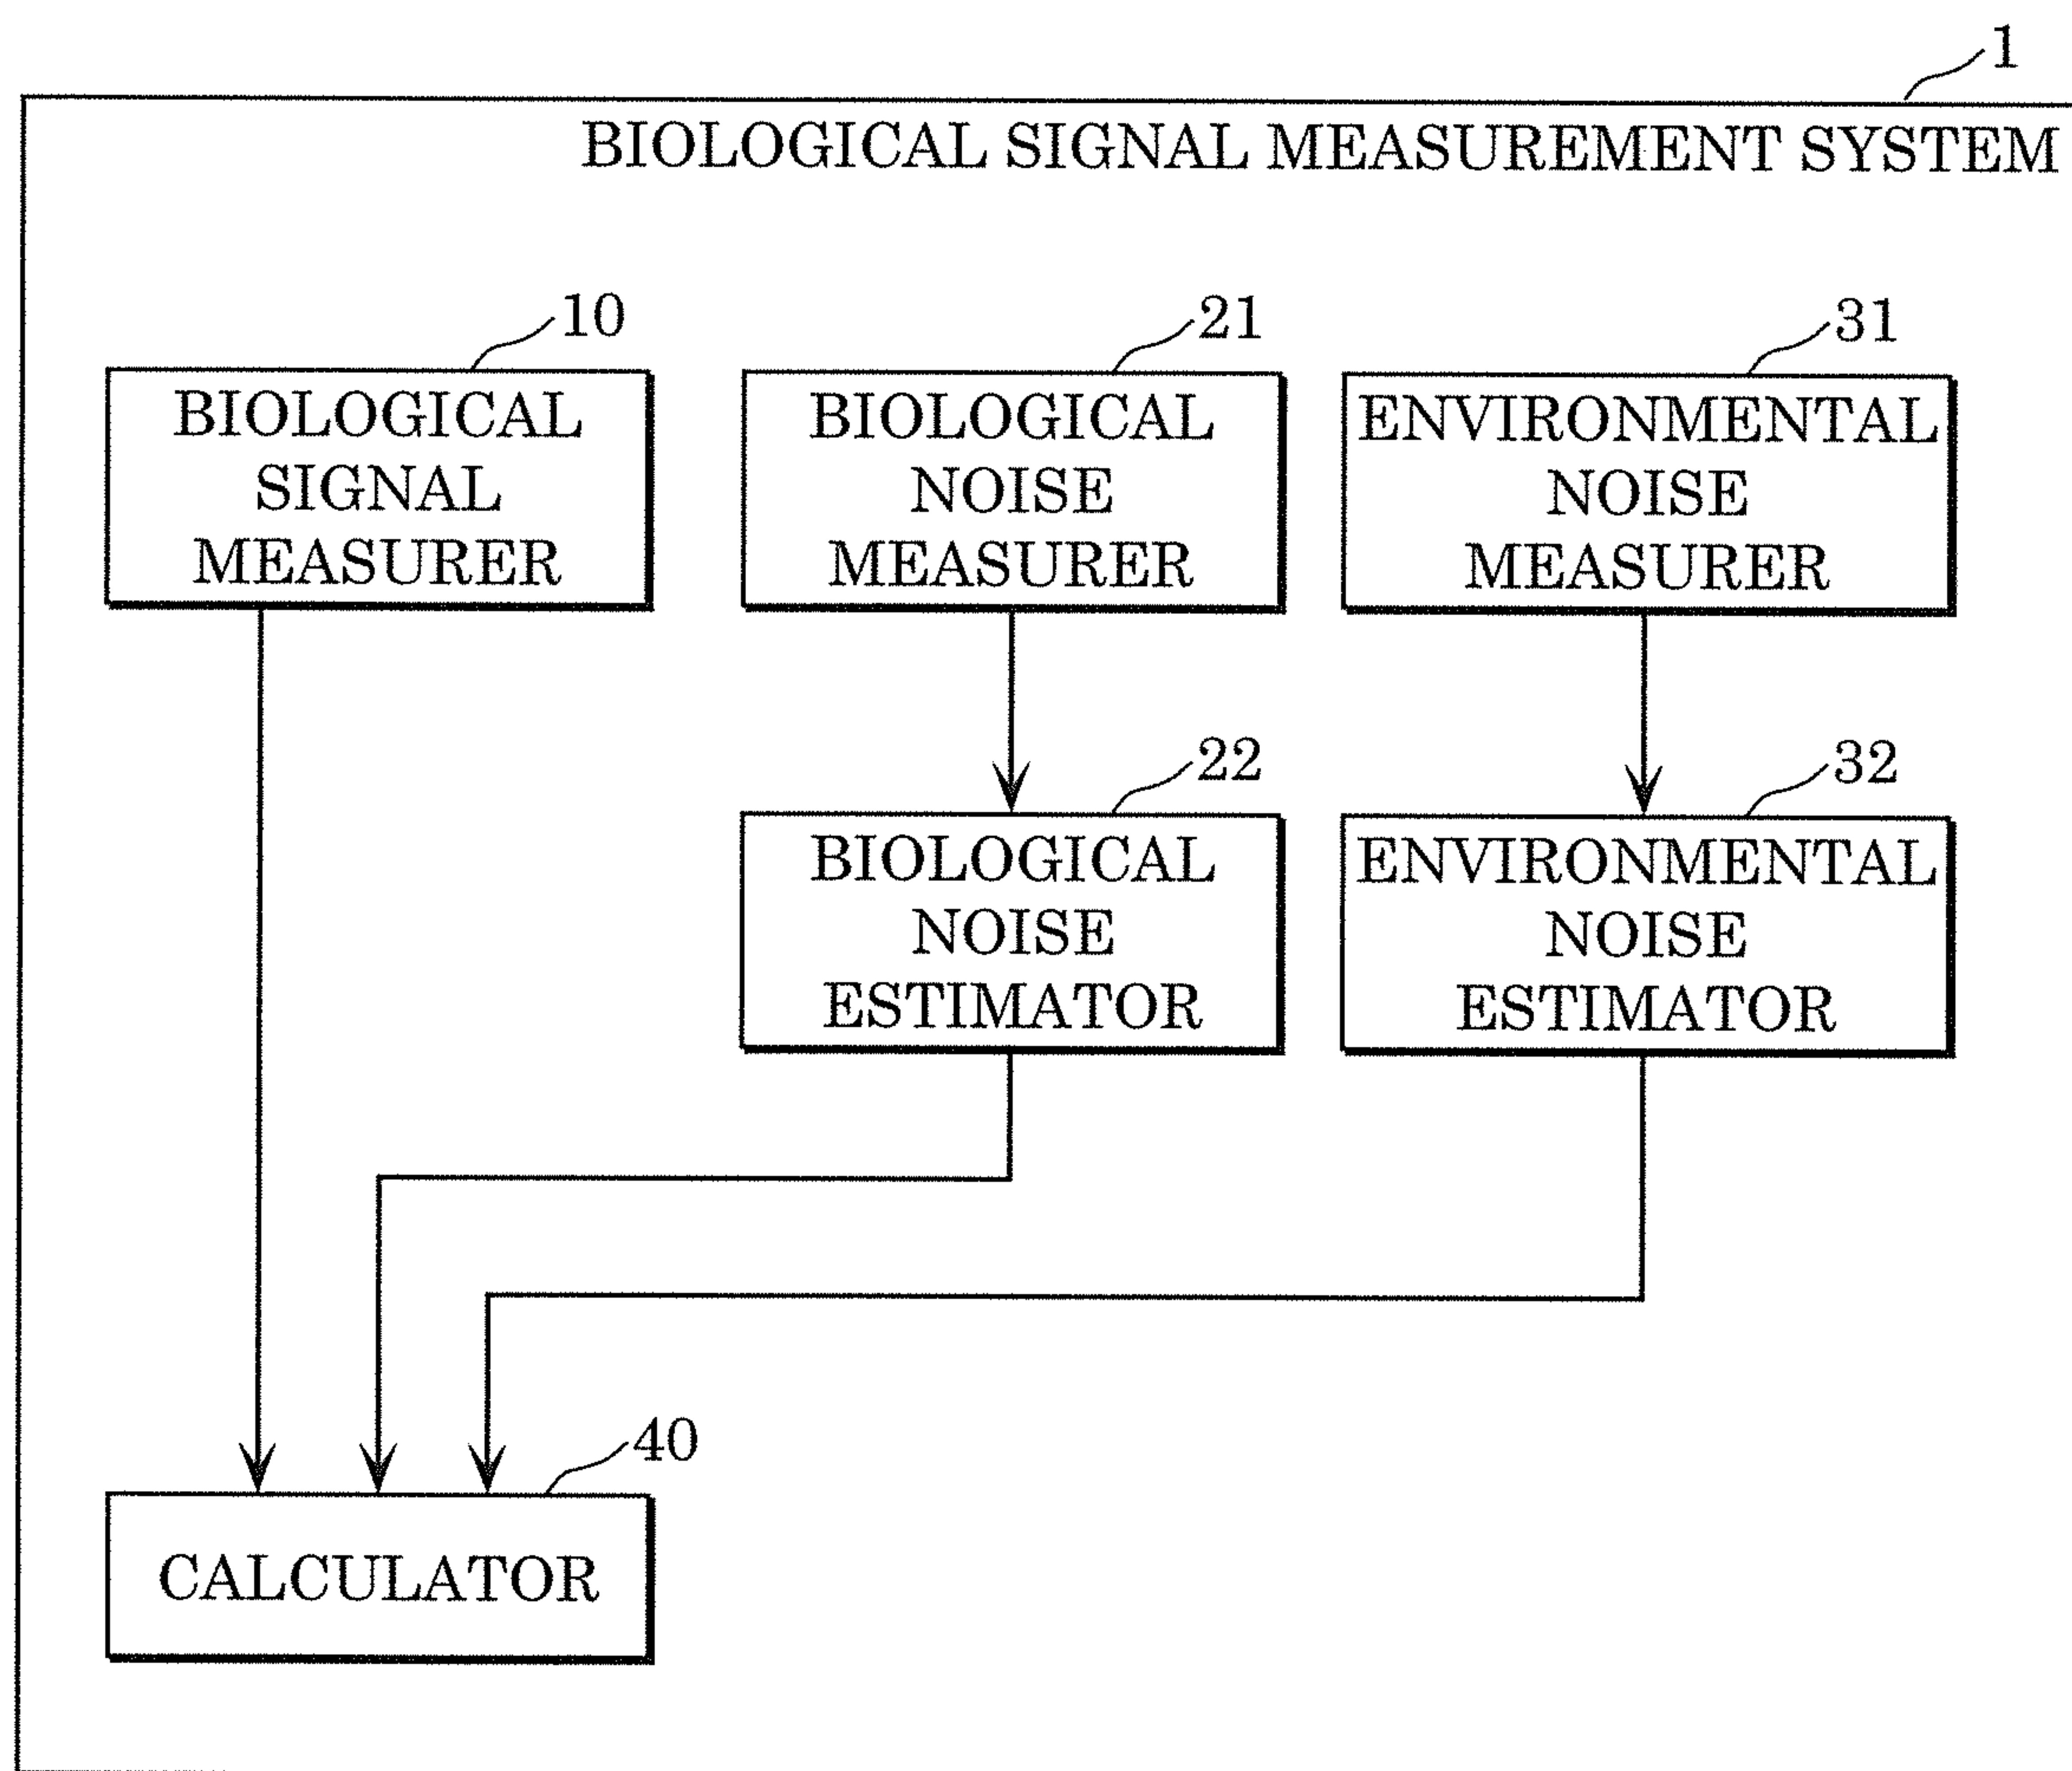 1
BIOLOGICAL SIGNAL MEASUREMENT SYSTEM
10
BIOLOGICAL
SIGNAL
MEASURER
21
BIOLOGICAL
NOISE
MEASURER
31
ENVIRONMENTAL
NOISE
MEASURER
22
BIOLOGICAL
NOISE
ESTIMATOR
32
ENVIRONMENTAL
NOISE
ESTIMATOR
40
CALCULATOR